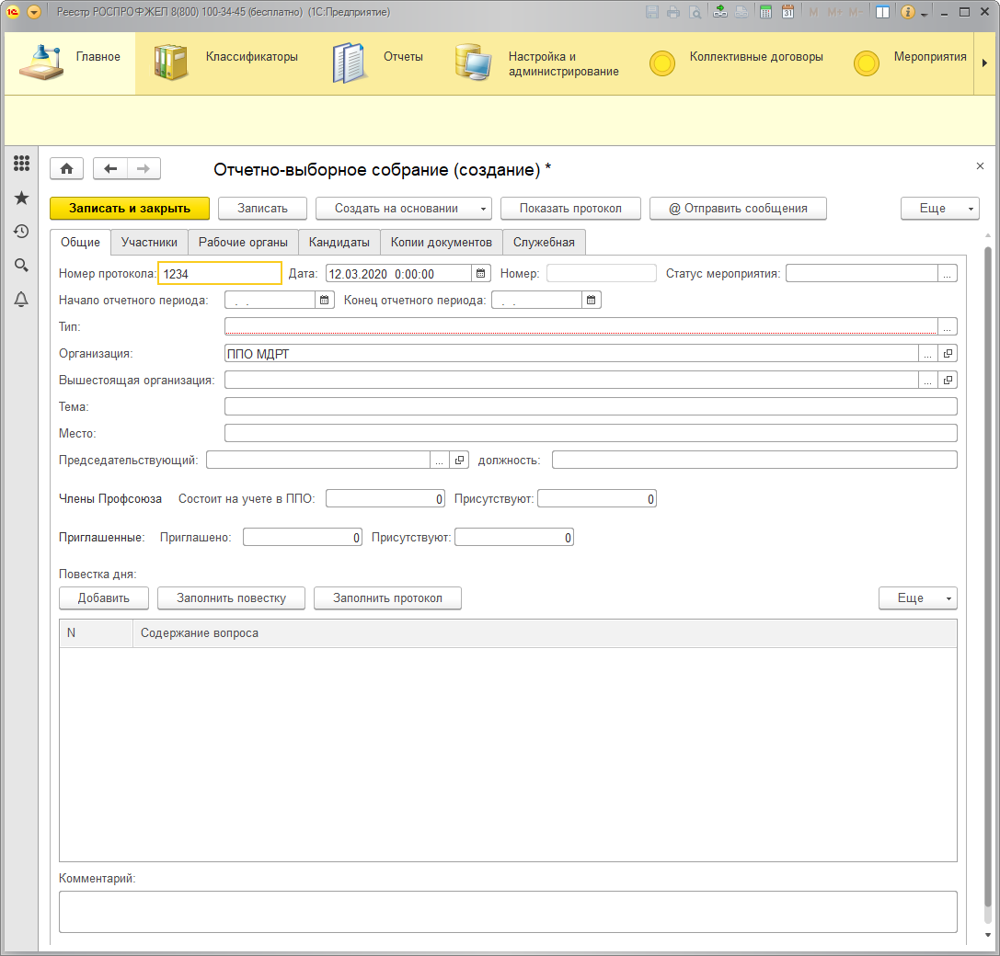 Реестр РОСПРОФЖЕЛ 8(800) 100-34-45 (бесплатно) (1С:Предприятие)
31 M M+ M-
Главное Классификаторы Отчеты Настройка и администрирование Коллективные договоры Мероприятия
Отчетно-выборное собрание (создание) *
Записать и закрыть Записать Создать на основании Показать протокол @ Отправить сообщения Еще
Общие Участники Рабочие органы Кандидаты Копии документов Служебная
Номер протокола: 1234 Дата: 12.03.2020 0:00:00 Номер: Статус мероприятия: ...
Начало отчетного периода: . . Конец отчетного периода: . .
Тип: ...
Организация: ППО МДРТ ...
Вышестоящая организация: ...
Тема:
Место:
Председательствующий: ... должность:
Члены Профсоюза Состоит на учете в ППО: 0 Присутствуют: 0
Приглашенные: Приглашено: 0 Присутствуют: 0
Повестка дня:
Добавить Заполнить повестку Заполнить протокол Еще
N Содержание вопроса
Комментарий: